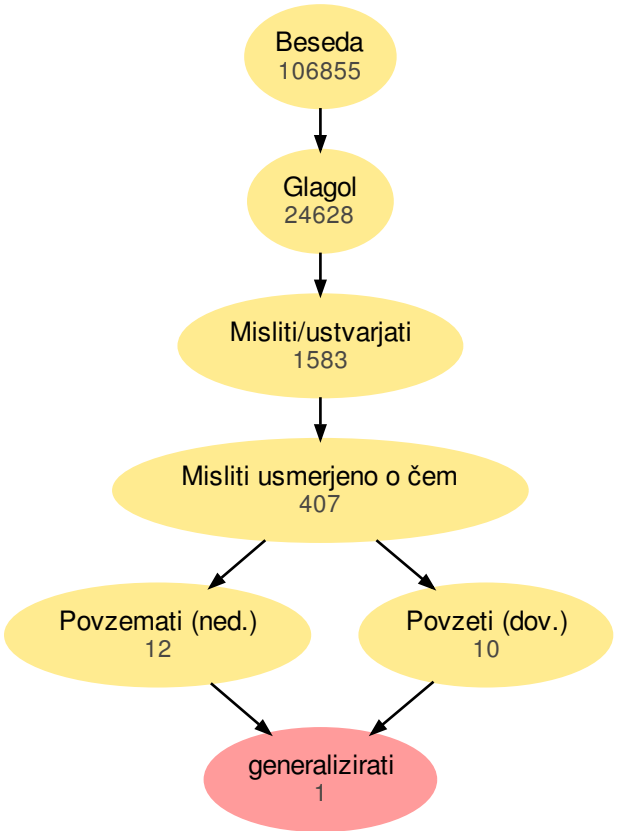 Beseda
106855
Glagol
24628
Misliti/ustvarjati
1583
Misliti usmerjeno o čem
407
Povzemati (ned.)
12
Povzeti (dov.)
10
generalizirati
1